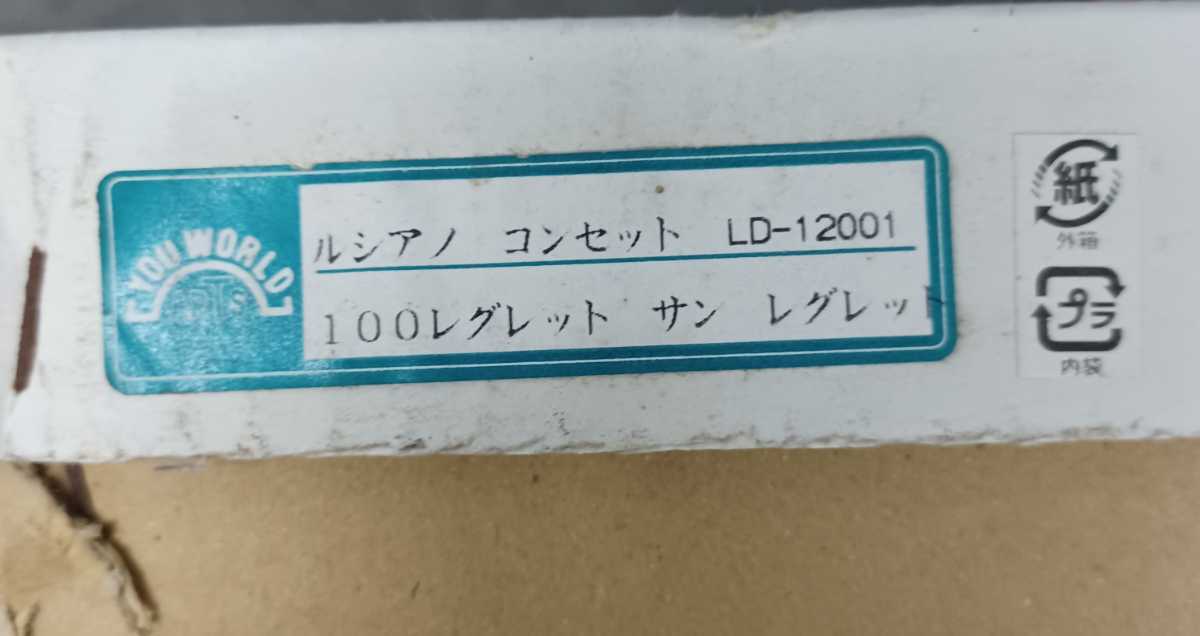 YOU WORLD
ルシアノ コンセット LD-12001
100レグレット サン レグレット
紙
外箱
プラ
内袋